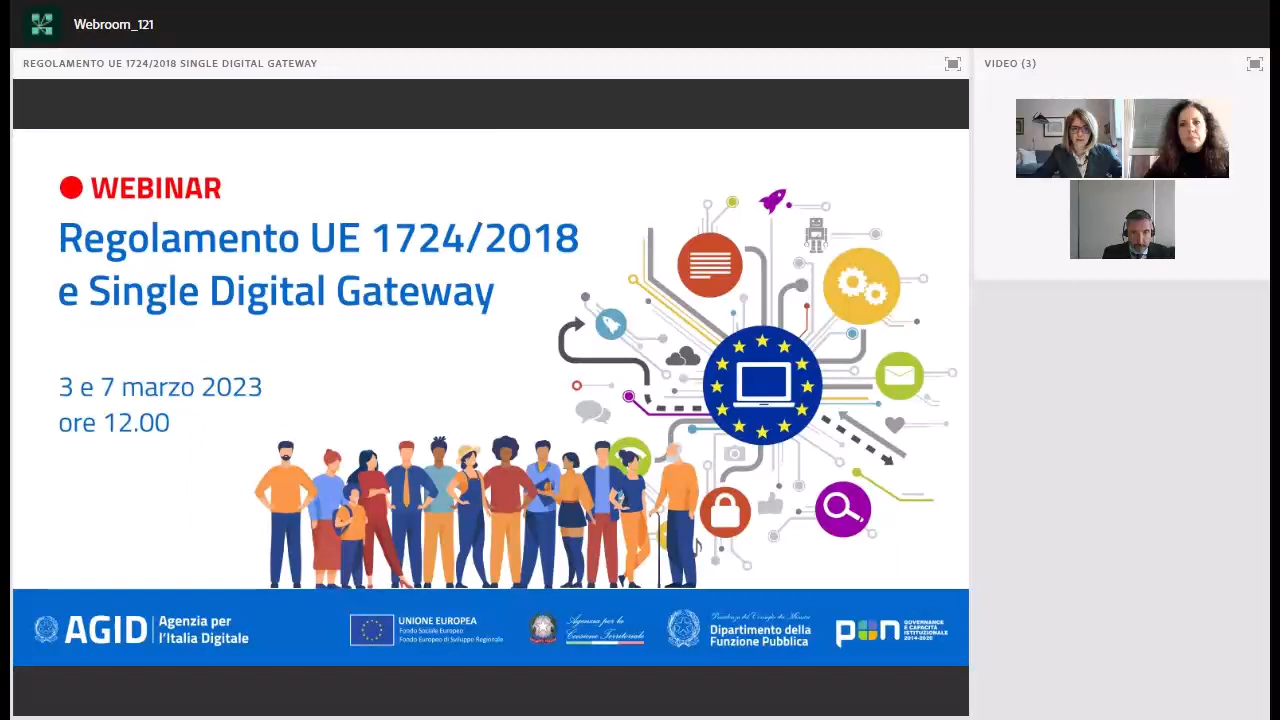 Webroom_121
REGOLAMENTO UE 1724/2018 SINGLE DIGITAL GATEWAY
VIDEO (3)
WEBINAR
Regolamento UE 1724/2018
e Single Digital Gateway
3 e 7 marzo 2023
ore 12.00
AGID
Agenzia per
l'Italia Digitale
UNIONE EUROPEA
Fondo Sociale Europeo
Fondo Europeo di Sviluppo Regionale
Agenzia per la
Coesione Territoriale
Presidenza del Consiglio dei Ministri
Dipartimento della
Funzione Pubblica
pon
GOVERNANCE
E CAPACITÀ
ISTITUZIONALE
2014-2020